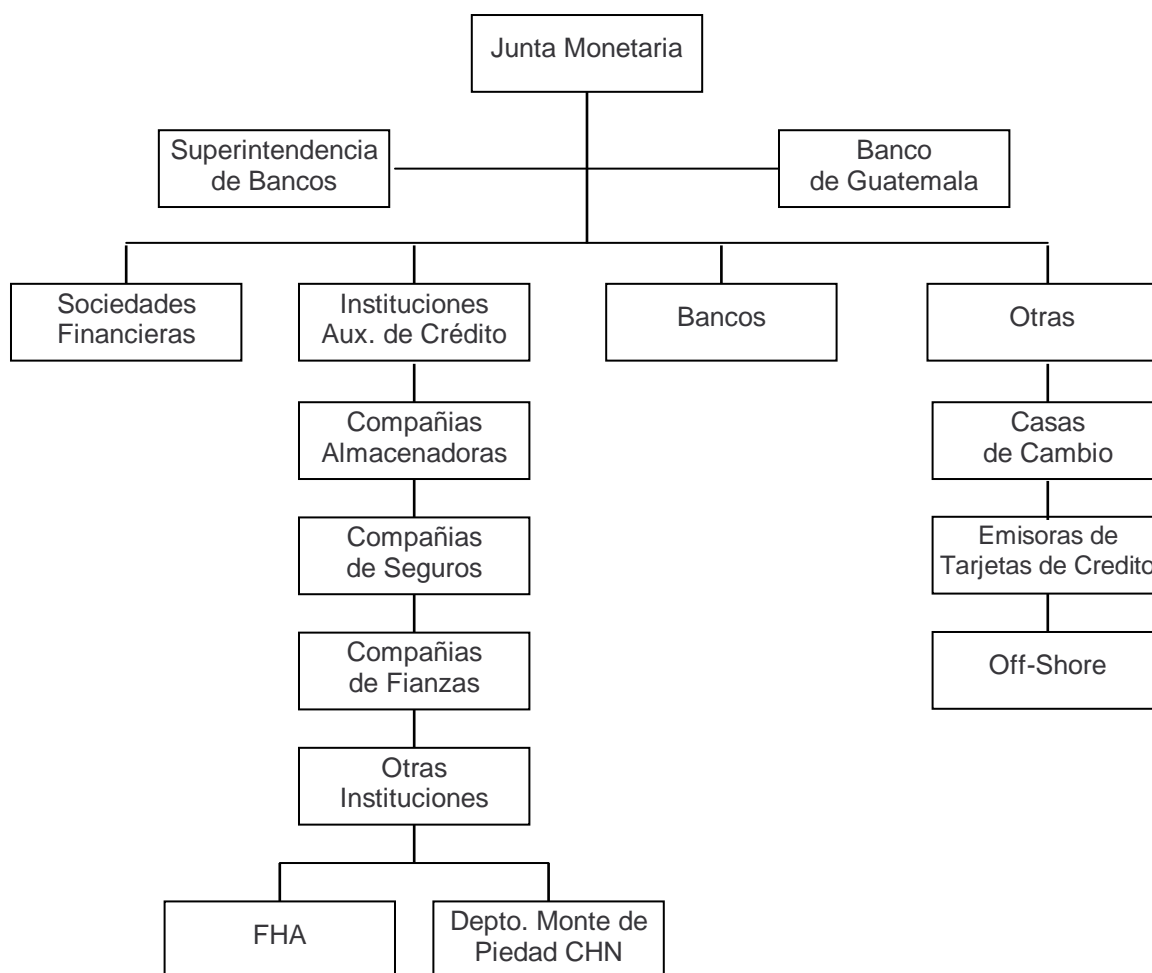 Junta Monetaria
Superintendencia
de Bancos
Banco
de Guatemala
Sociedades
Financieras
Instituciones
Aux. de Crédito
Bancos
Otras
Compañias
Almacenadoras
Casas
de Cambio
Compañias
de Seguros
Emisoras de
Tarjetas de Credito
Compañias
de Fianzas
Off-Shore
Otras
Instituciones
FHA
Depto. Monte de
Piedad CHN